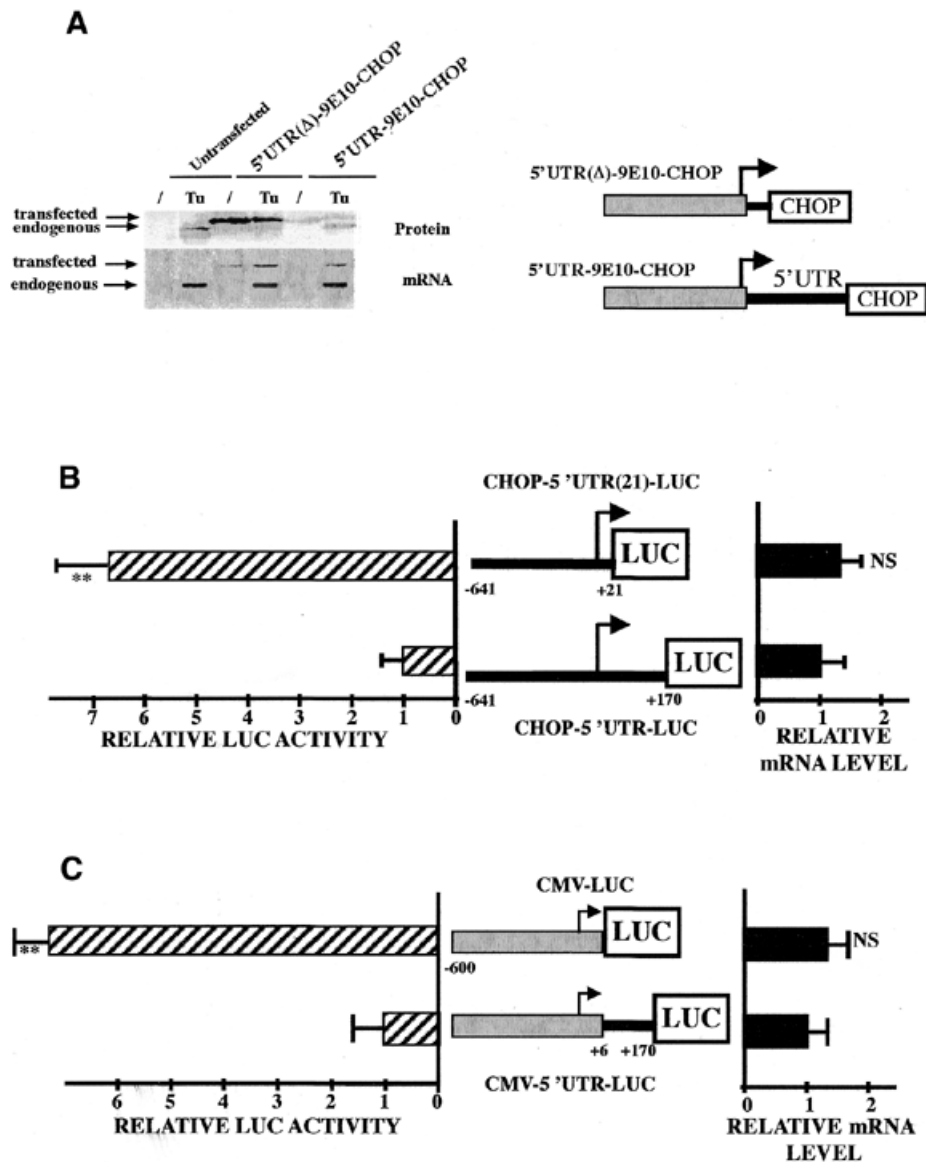 A
Untransfected
5'UTR(Δ)-9E10-CHOP
5'UTR-9E10-CHOP
/ Tu / Tu / Tu
transfected
endogenous
Protein
transfected
endogenous
mRNA
5'UTR(Δ)-9E10-CHOP
CHOP
5'UTR-9E10-CHOP
5'UTR
CHOP
B
CHOP-5 'UTR(21)-LUC
**
LUC
NS
-641
+21
LUC
-641
+170
7 6 5 4 3 2 1 0
CHOP-5 'UTR-LUC
0 1 2
RELATIVE LUC ACTIVITY
RELATIVE
mRNA LEVEL
C
CMV-LUC
**
LUC
NS
-600
LUC
+6
+170
6 5 4 3 2 1 0
CMV-5 'UTR-LUC
0 1 2
RELATIVE LUC ACTIVITY
RELATIVE mRNA
LEVEL